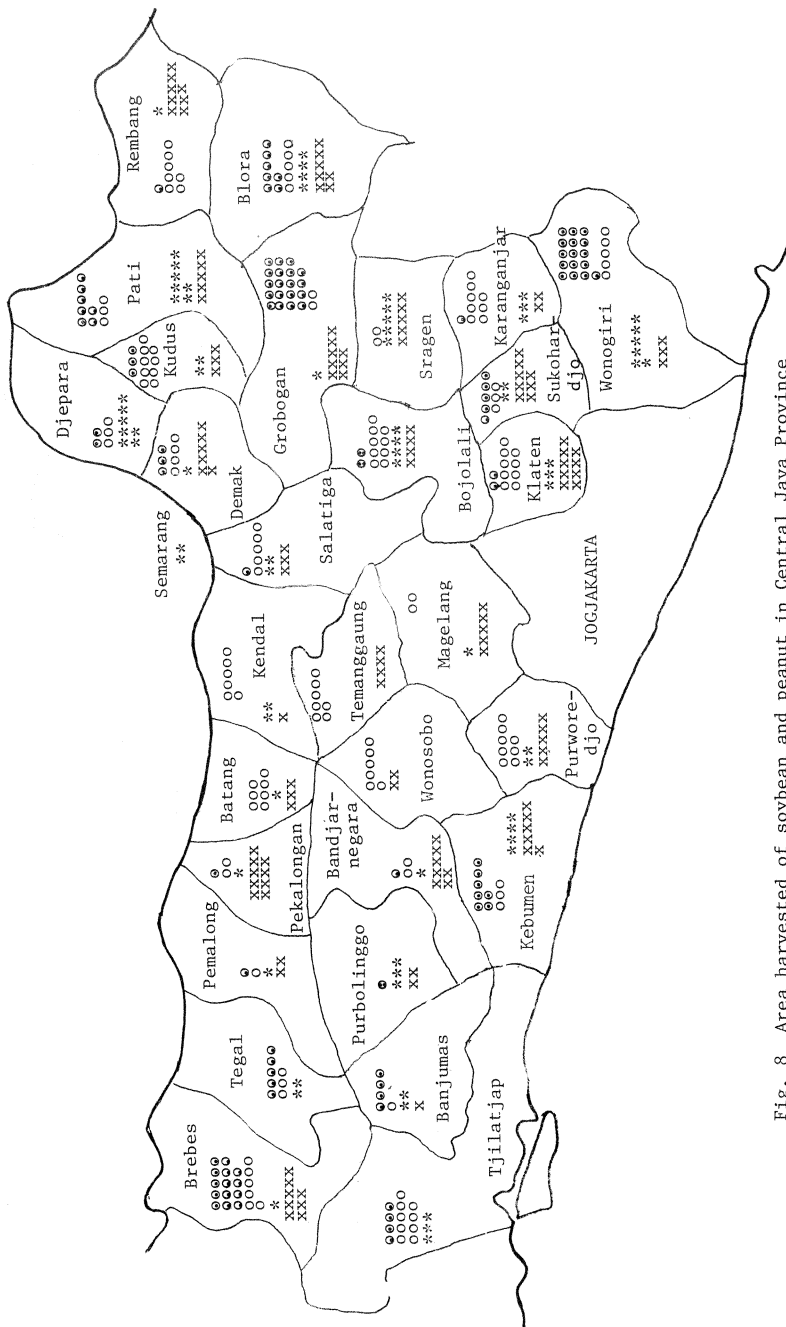 Brebes
Tegal
Pemalong
Pekalongan
Batang
Kendal
Semarang
Demak
Djepara
Kudus
Pati
Rembang
Blora
Grobogan
Salatiga
Temanggaung
Wonosobo
Bandjar-
negara
Purbolinggo
Banjumas
Tjilatjap
Kebumen
Purwore-
djo
Magelang
JOGJAKARTA
Bojolali
Klaten
Sukohar-
djo
Sragen
Karanganjar
Wonogiri
Fig. 8 Area harvested of soybean and peanut in Central Java Province